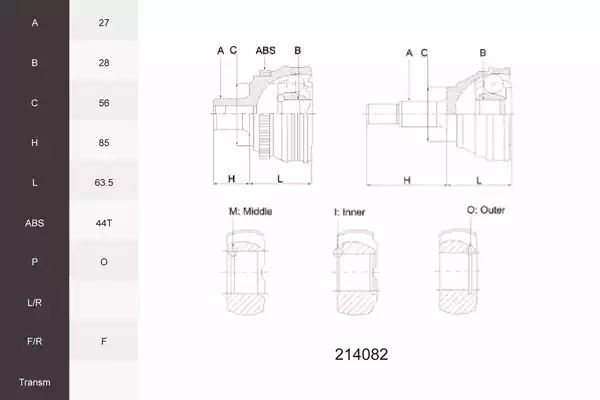 A 27
B 28
C 56
H 85
L 63.5
ABS 44T
P O
L/R
F/R F
Transm
A C ABS B
A C B
H L
H L
M: Middle
I: Inner
O: Outer
214082